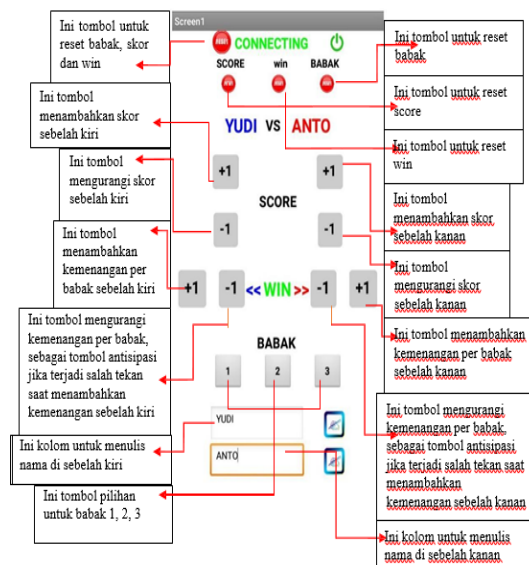 Ini tombol untuk
reset babak, skor
dan win
Ini tombol
menambahkan skor
sebelah kiri
Ini tombol
mengurangi skor
sebelah kiri
Ini tombol
menambahkan
kemenangan per
babak sebelah kiri
Ini tombol mengurangi
kemenangan per babak,
sebagai tombol antisipasi
jika terjadi salah tekan
saat menambahkan
kemenangan sebelah kiri
Ini kolom untuk menulis
nama di sebelah kiri
Ini tombol pilihan
untuk babak 1, 2, 3
Screen1
CONNECTING
SCORE win BABAK
YUDI VS ANTO
+1 +1
SCORE
-1 -1
+1 -1 << WIN >> -1 +1
BABAK
1 2 3
YUDI
ANTO
Ini tombol untuk reset
babak
Ini tombol untuk reset
score
Ini tombol untuk reset
win
Ini tombol
menambahkan skor
sebelah kanan
Ini tombol
mengurangi skor
sebelah kanan
Ini tombol menambahkan
kemenangan per babak
sebelah kanan
Ini tombol mengurangi
kemenangan per babak,
sebagai tombol antisipasi
jika terjadi salah tekan saat
menambahkan
kemenangan sebelah kanan
Ini kolom untuk menulis
nama di sebelah kanan